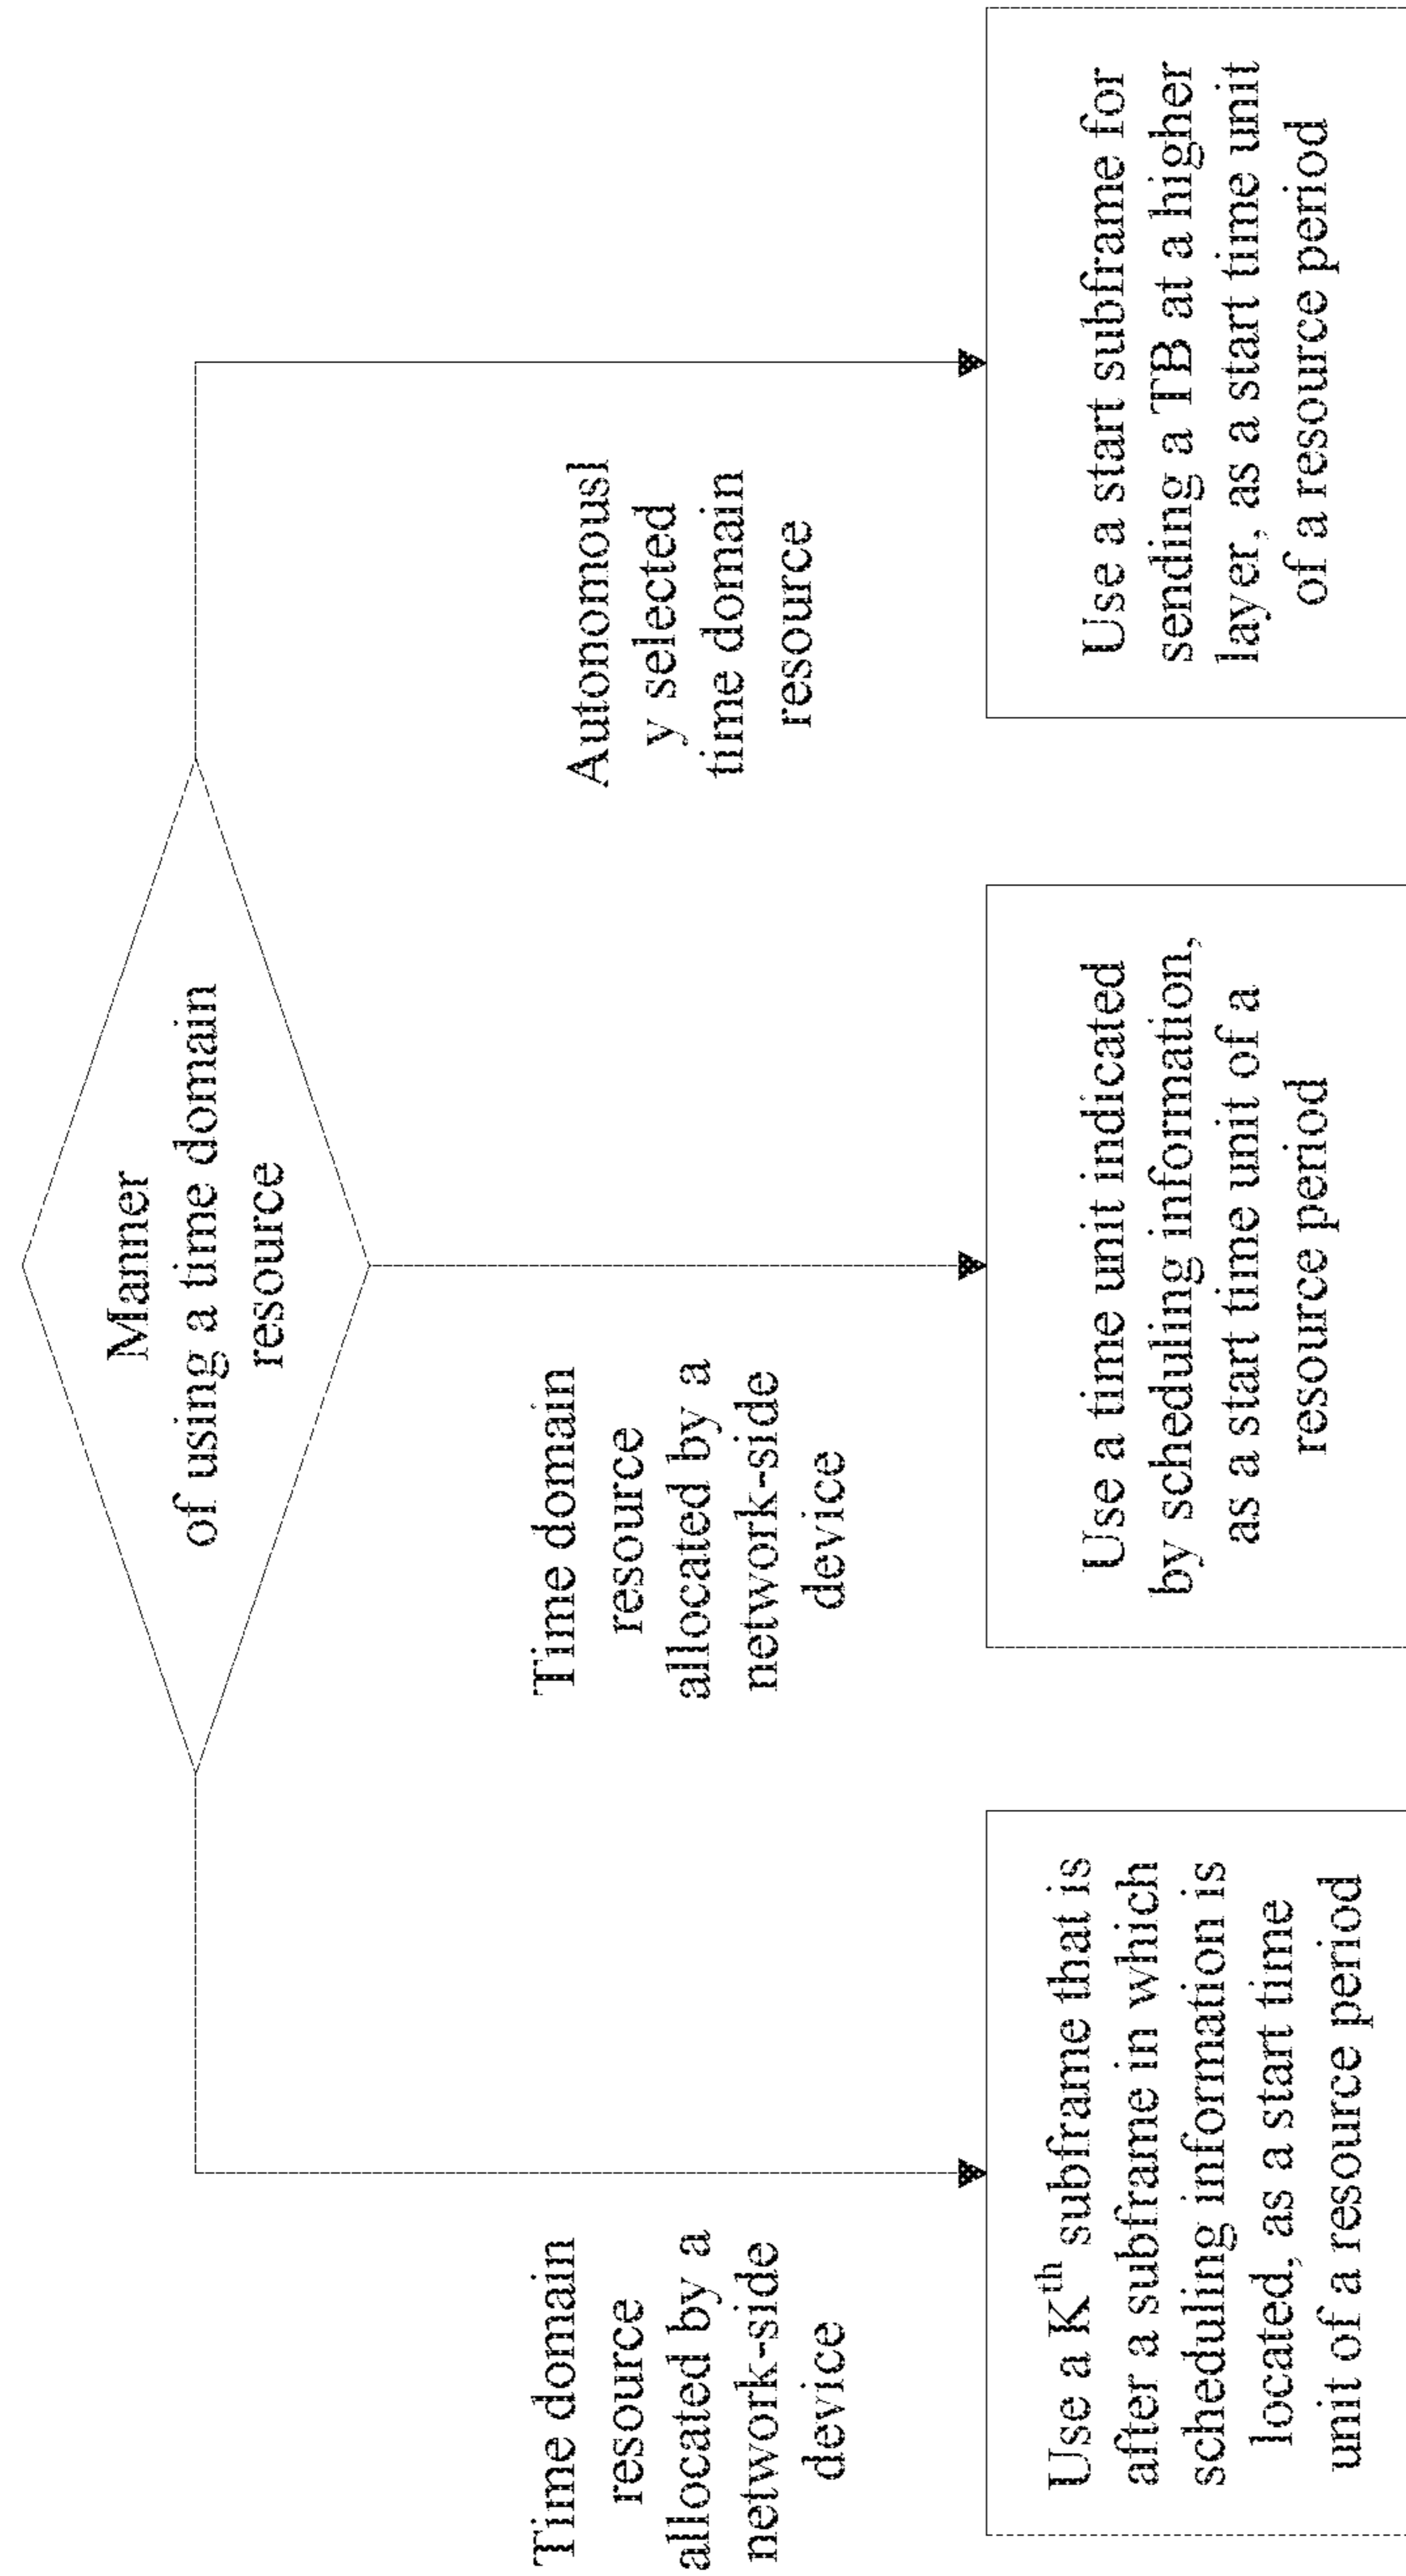 Manner
of using a time domain
resource
Time domain
resource
allocated by a
network-side
device
Time domain
resource
allocated by a
network-side
device
Autonomousl
y selected
time domain
resource
Use a Kth subframe that is
after a subframe in which
scheduling information is
located, as a start time
unit of a resource period
Use a time unit indicated
by scheduling information,
as a start time unit of a
resource period
Use a start subframe for
sending a TB at a higher
layer, as a start time unit
of a resource period